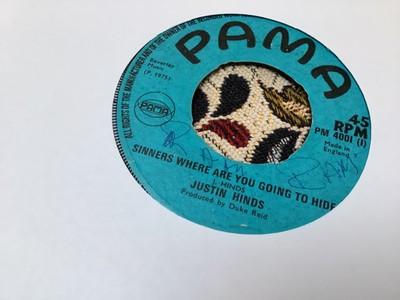 ALL RIGHTS OF THE MANUFACTURER AND OF THE OWNER OF THE RECORDED
PAMA
Beverley
Music
(P. 1975)
PAMA
45
RPM
PM 4001 (1)
Made in
England
SINNERS WHERE ARE YOU GOING TO HIDE
HINDS
JUSTIN HINDS
Produced by Duke Reid